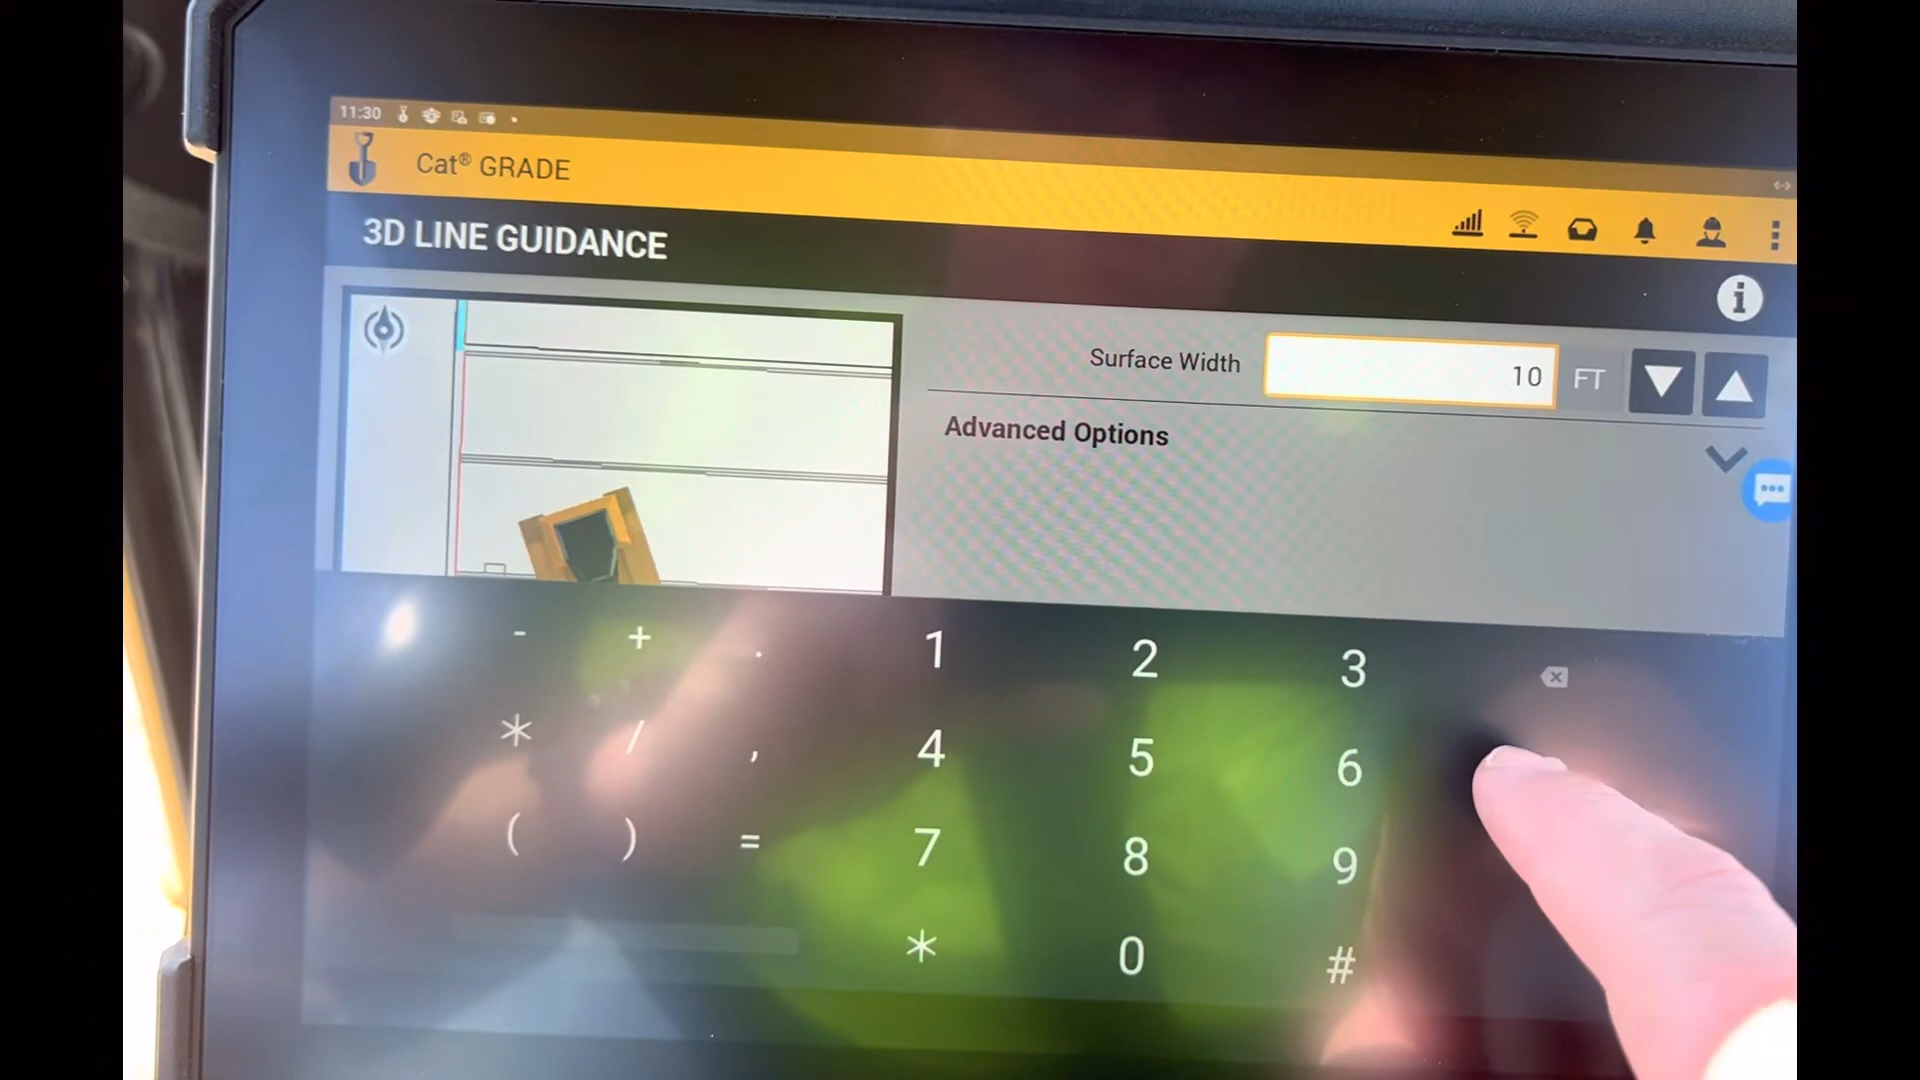 11:30
Cat® GRADE
3D LINE GUIDANCE
Surface Width 10 FT
Advanced Options
- + . 1 2 3
* / , 4 5 6
( ) = 7 8 9
* 0 #